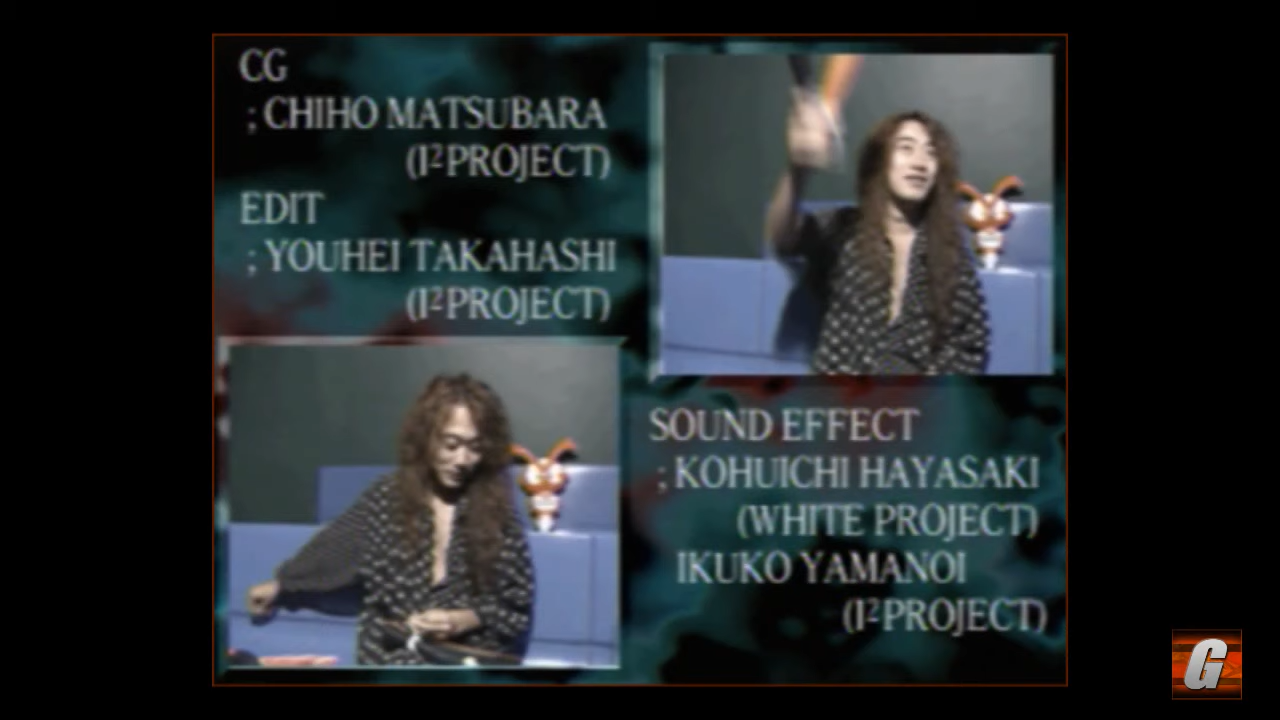 CG
; CHIHO MATSUBARA
(I²PROJECT)
EDIT
; YOUHEI TAKAHASHI
(I²PROJECT)
SOUND EFFECT
; KOHUICHI HAYASAKI
(WHITE PROJECT)
IKUKO YAMANOI
(I²PROJECT)
G